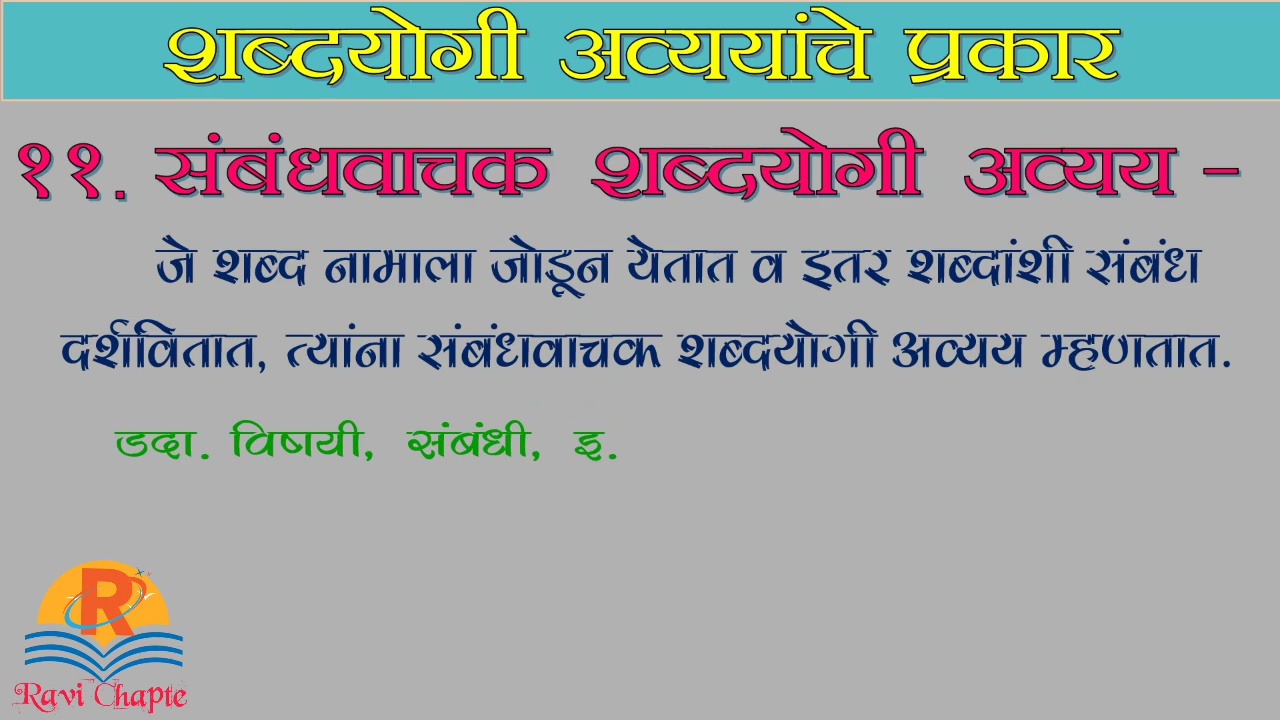 शब्दयोगी अव्ययांचे प्रकार
११. संबंधवाचक शब्दयोगी अव्यय -
जे शब्द नामाला जोडून येतात व इतर शब्दांशी संबंध
दर्शवितात, त्यांना संबंधवाचक शब्दयोगी अव्यय म्हणतात.
उदा. विषयी, संबंधी, इ.
R
Ravi Chapte